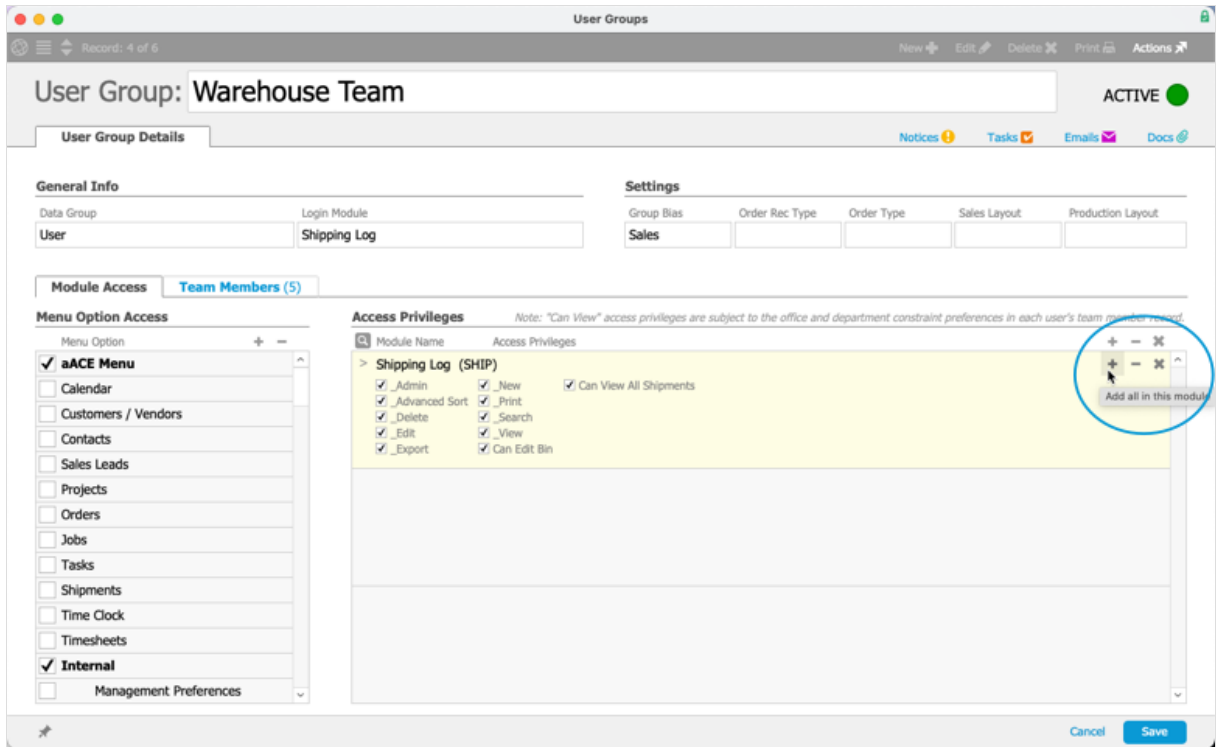 User Groups
Record: 4 of 6 New Edit Delete Print Actions
User Group: Warehouse Team ACTIVE
User Group Details Notices Tasks Emails Docs
General Info Settings
Data Group Login Module Group Bias Order Rec Type Order Type Sales Layout Production Layout
User Shipping Log Sales
Module Access Team Members (5)
Menu Option Access Access Privileges Note: "Can View" access privileges are subject to the office and department constraint preferences in each user's team member record.
Menu Option + − Module Name Access Privileges + −
aACE Menu > Shipping Log (SHIP) + −
Calendar _Admin _New Can View All Shipments
_Advanced Sort _Print Add all in this module
Customers / Vendors _Delete _Search
Contacts _Edit _View
_Export Can Edit Bin
Sales Leads
Projects
Orders
Jobs
Tasks
Shipments
Time Clock
Timesheets
Internal
Management Preferences
Cancel Save